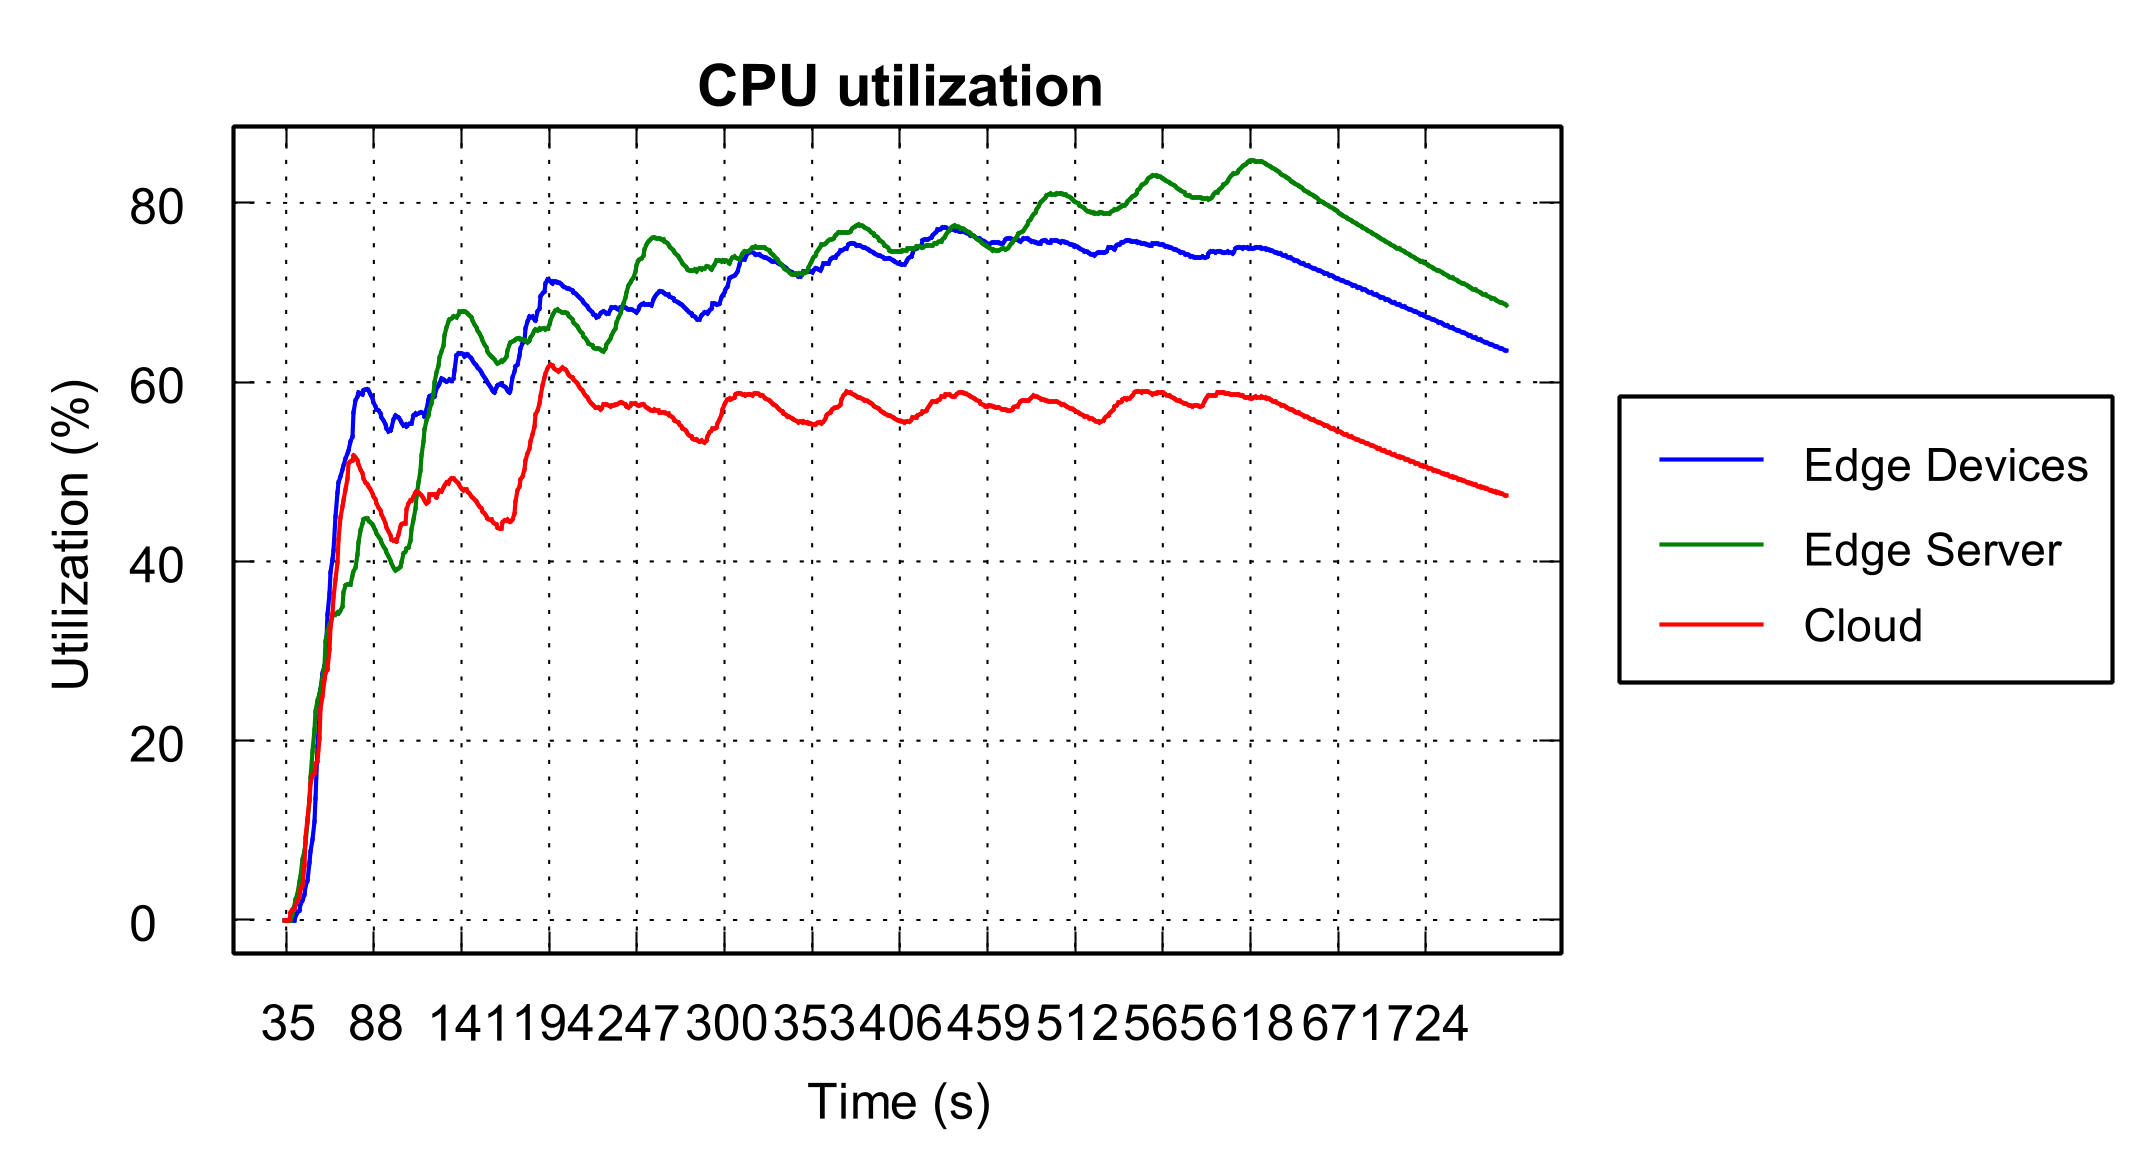 CPU utilization
80
60
40
20
0
Utilization (%)
35 88 141 194 247 300 353 406 459 512 565 618 671 724
Time (s)
Edge Devices
Edge Server
Cloud